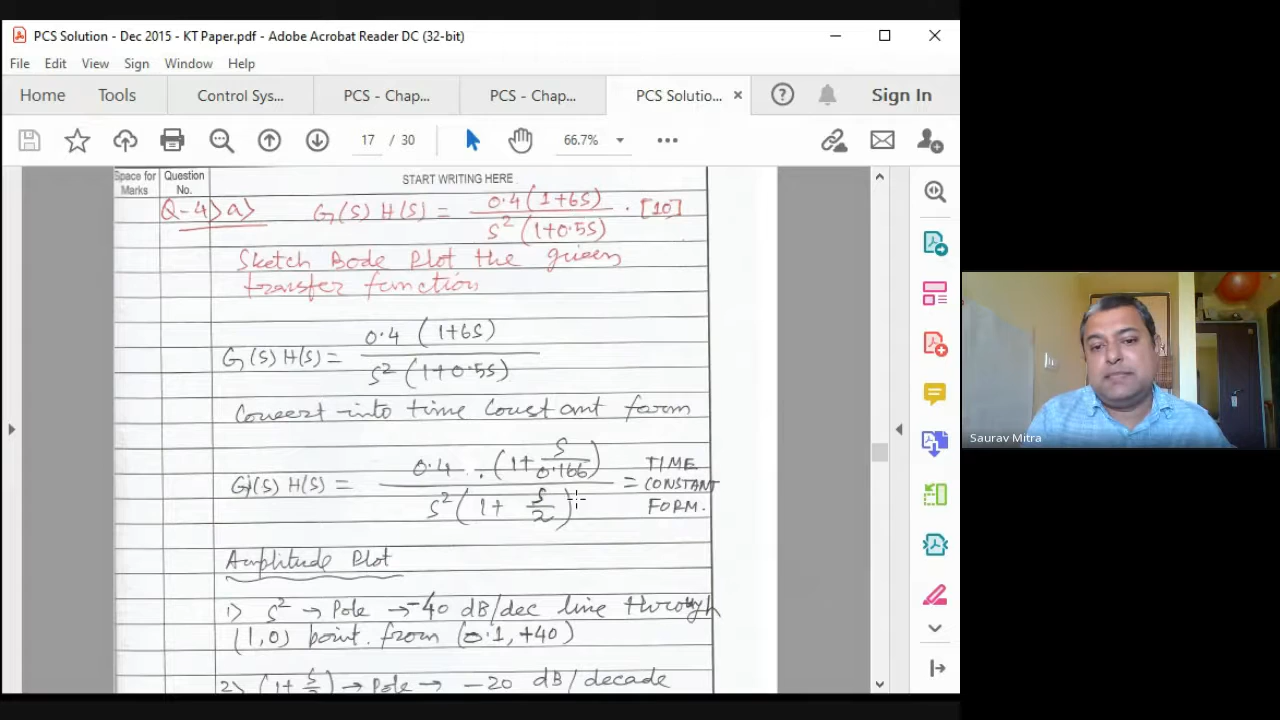 PCS Solution - Dec 2015 - KT Paper.pdf - Adobe Acrobat Reader DC (32-bit)
File Edit View Sign Window Help
Home Tools Control Sys... PCS - Chap... PCS - Chap... PCS Solutio... Sign In
17 / 30 66.7%
Space for Marks
Question No.
START WRITING HERE
Q-4>a> G(s) H(s) = 0.4 (1+6s) / s² (1+0.5s) . [10]
Sketch Bode Plot the given
transfer function
G(s) H(s) = 0.4 (1+6s) / s² (1+0.5s)
Convert into time Constant form
G(s) H(s) = 0.4 . (1+ s/0.166) / s² (1+ s/2) = TIME CONSTANT FORM.
Amplitude Plot
1) s² → Pole → -40 dB/dec line through
(1,0) point from (0.1, +40)
2) (1+ s/2) → Pole → -20 dB/decade
Saurav Mitra